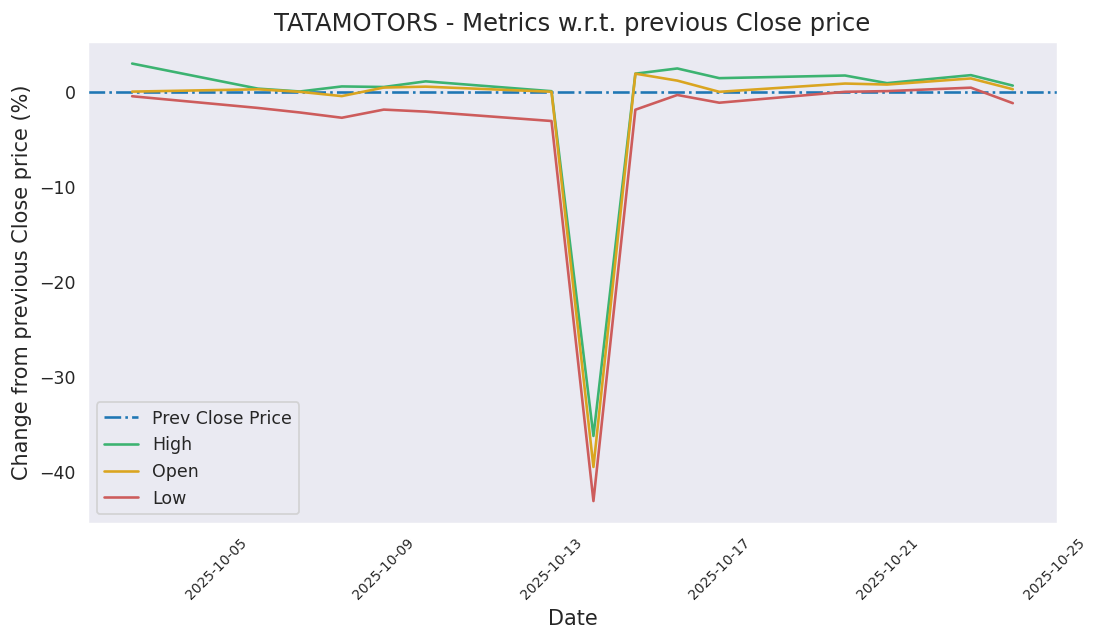 TATAMOTORS - Metrics w.r.t. previous Close price
Change from previous Close price (%)
0
−10
−20
−30
−40
Prev Close Price
High
Open
Low
2025-10-05
2025-10-09
2025-10-13
2025-10-17
2025-10-21
2025-10-25
Date